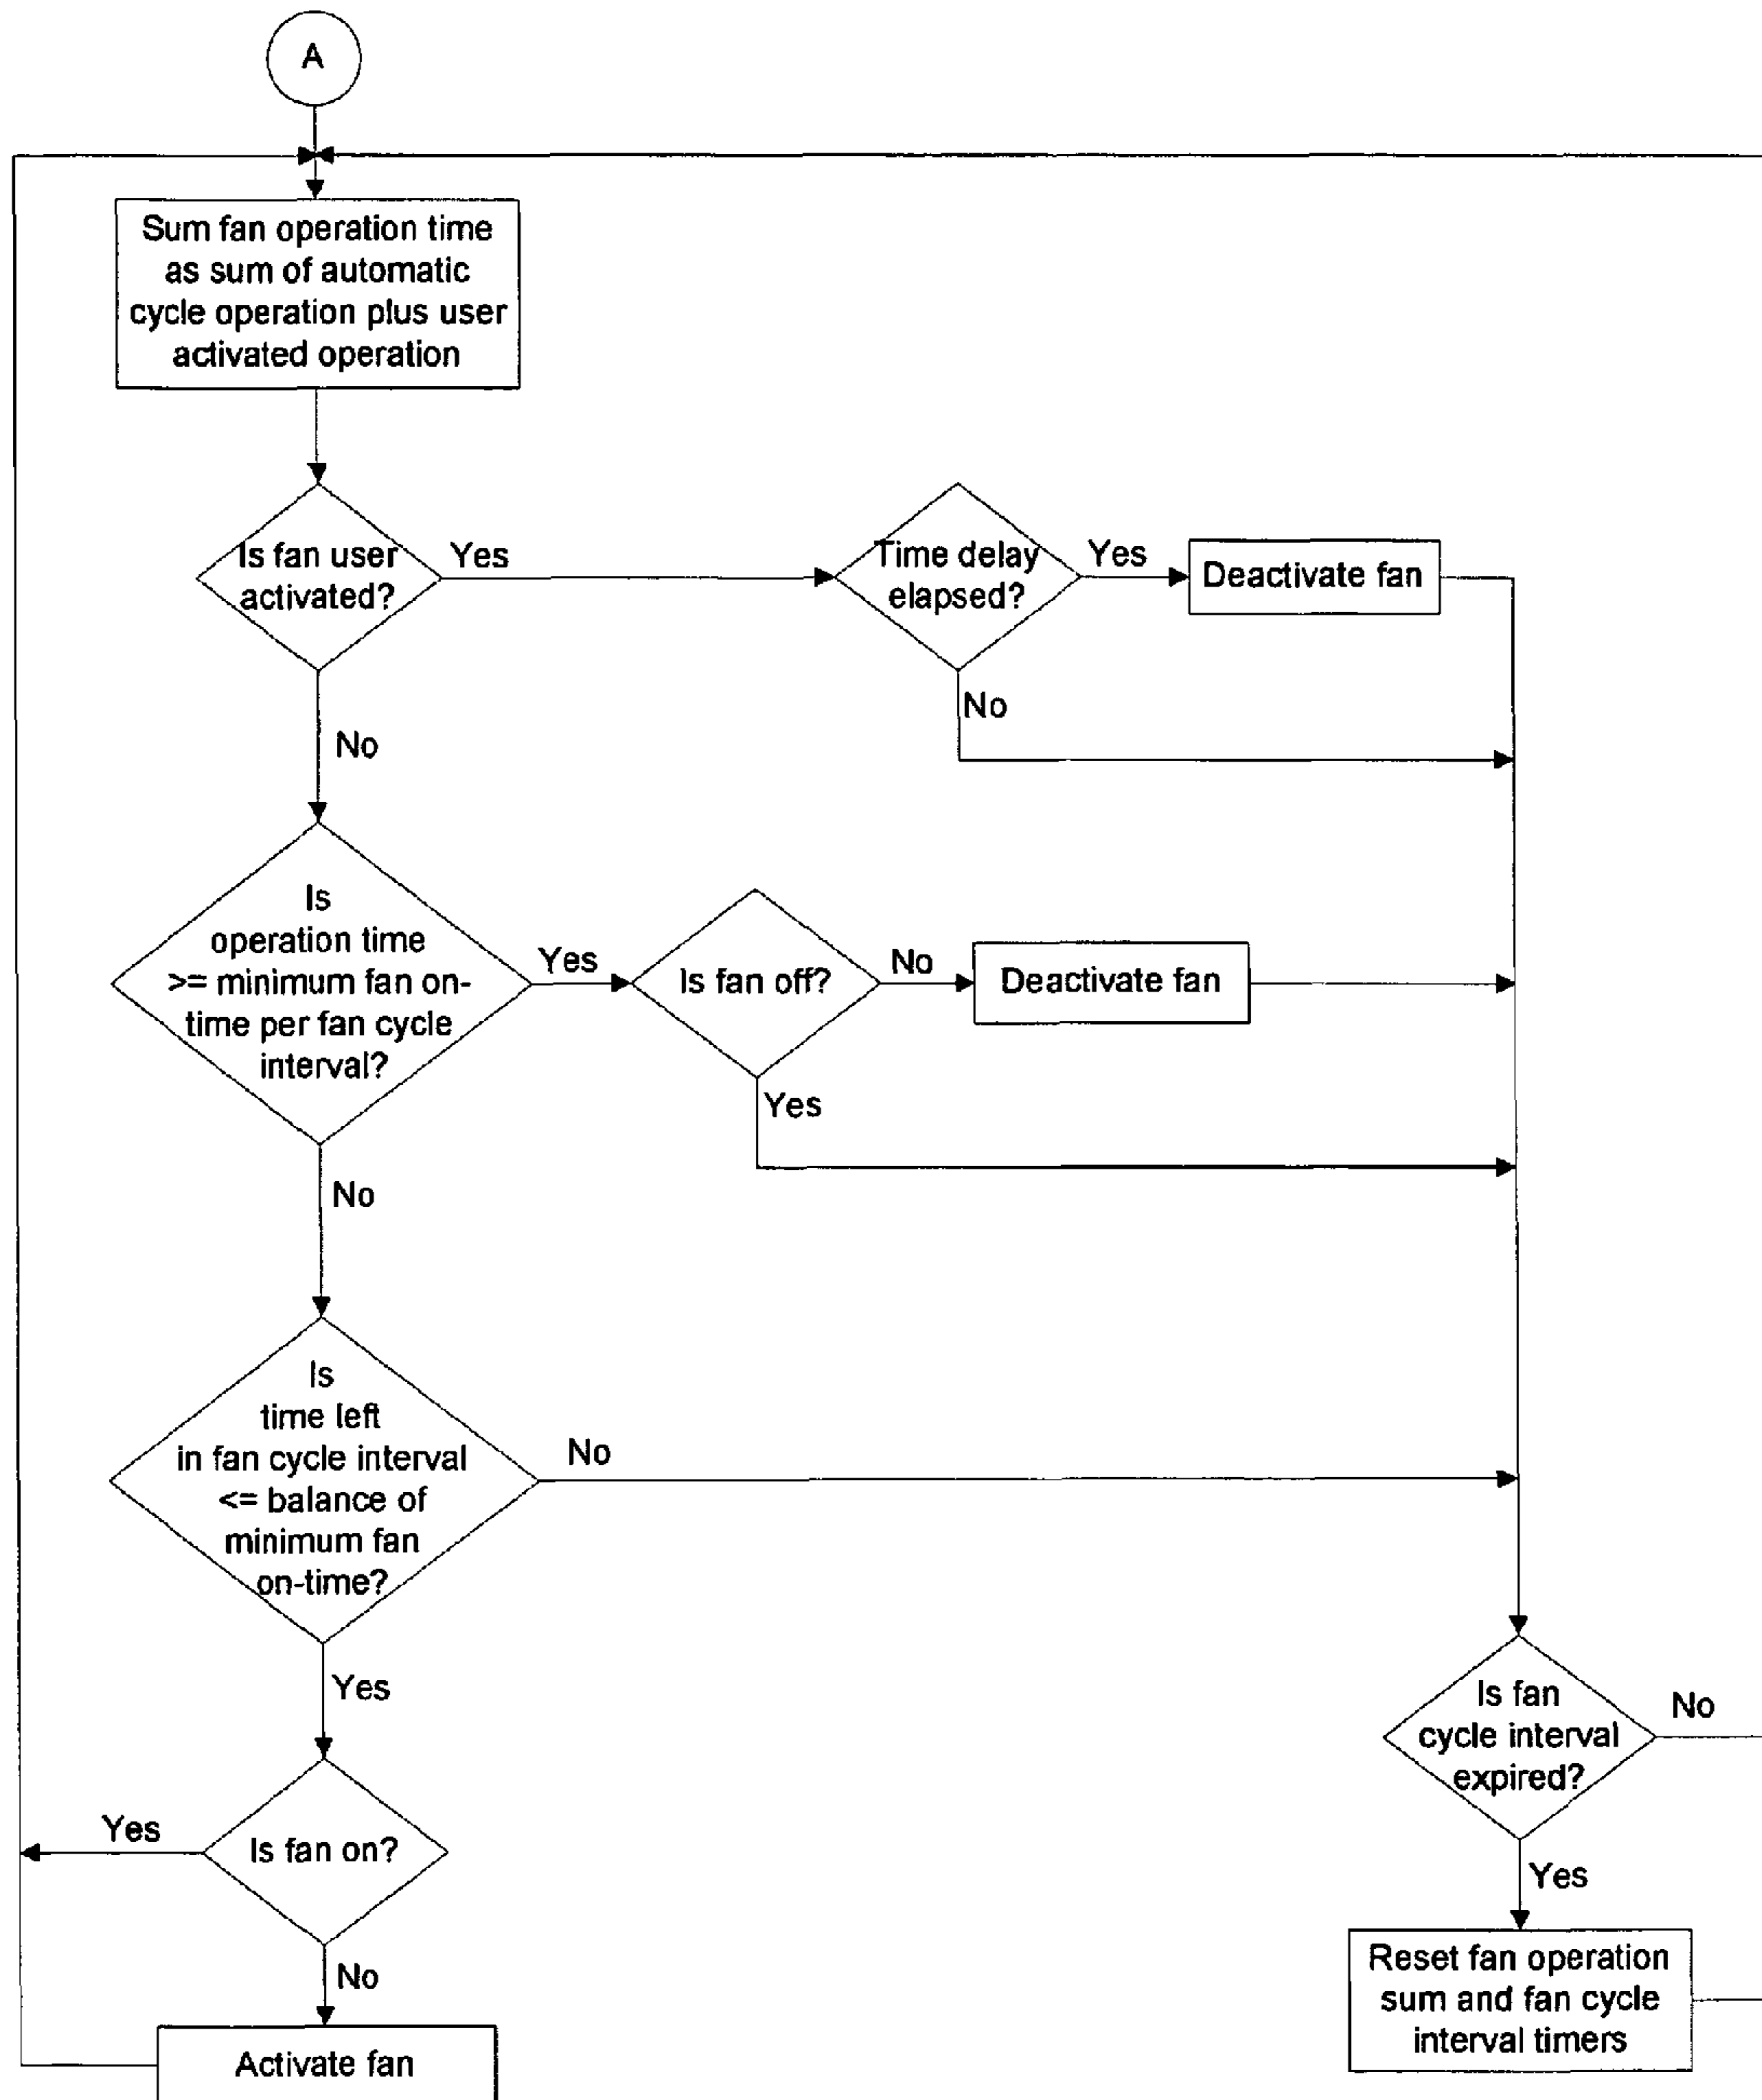 A
Sum fan operation time
as sum of automatic
cycle operation plus user
activated operation
Is fan user
activated?
Yes
Time delay
elapsed?
Yes
Deactivate fan
No
No
Is
operation time
>= minimum fan on-
time per fan cycle
interval?
Yes
Is fan off?
No
Deactivate fan
Yes
No
Is
time left
in fan cycle interval
<= balance of
minimum fan
on-time?
No
Yes
Is fan
cycle interval
expired?
No
Yes
Is fan on?
Yes
No
Reset fan operation
sum and fan cycle
interval timers
Activate fan